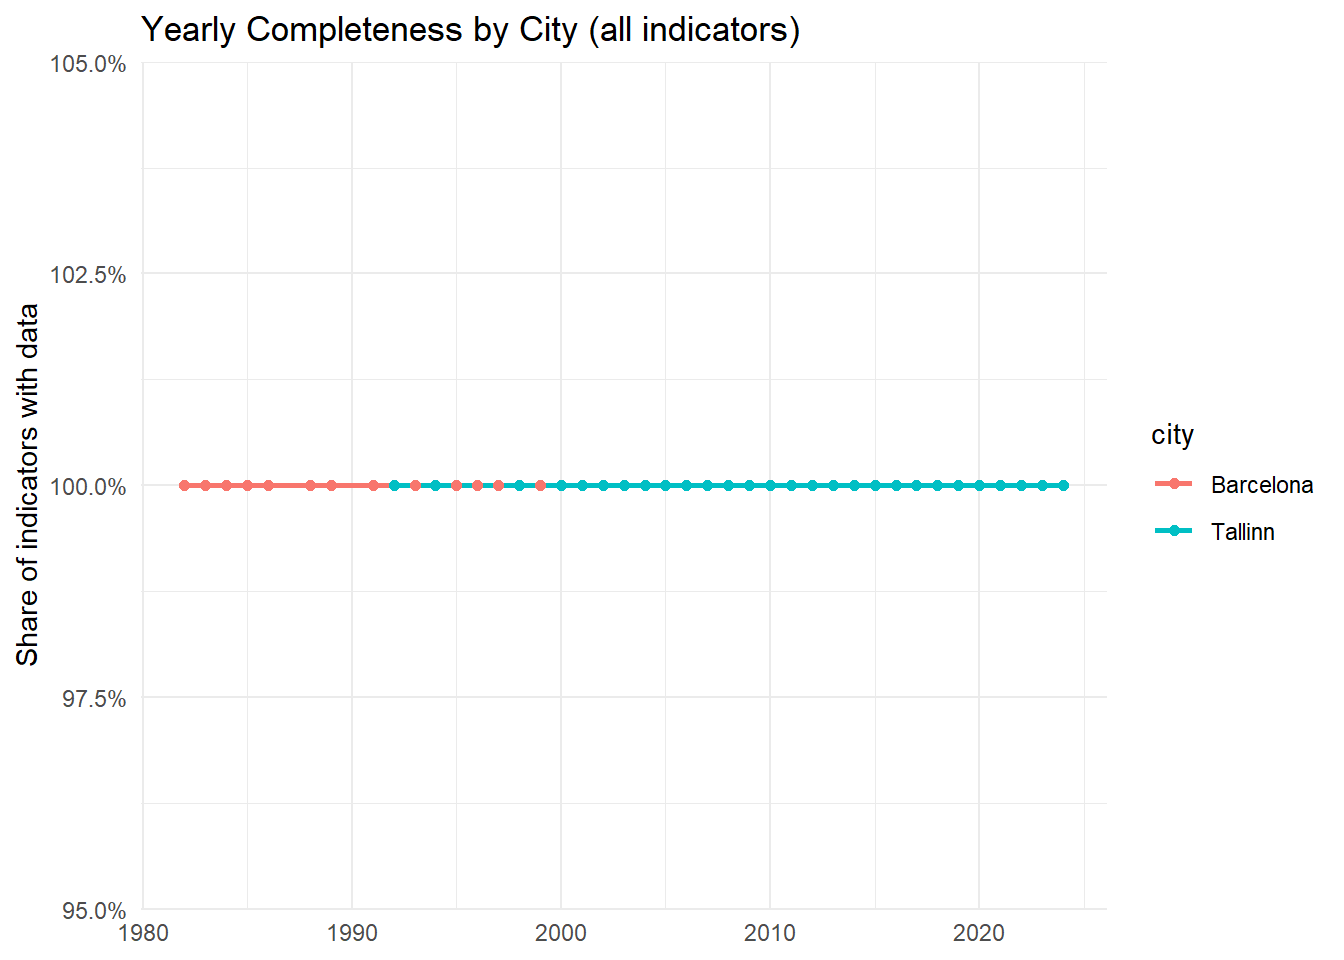 Yearly Completeness by City (all indicators)
105.0%
102.5%
100.0%
97.5%
95.0%
Share of indicators with data
1980 1990 2000 2010 2020
city
Barcelona
Tallinn